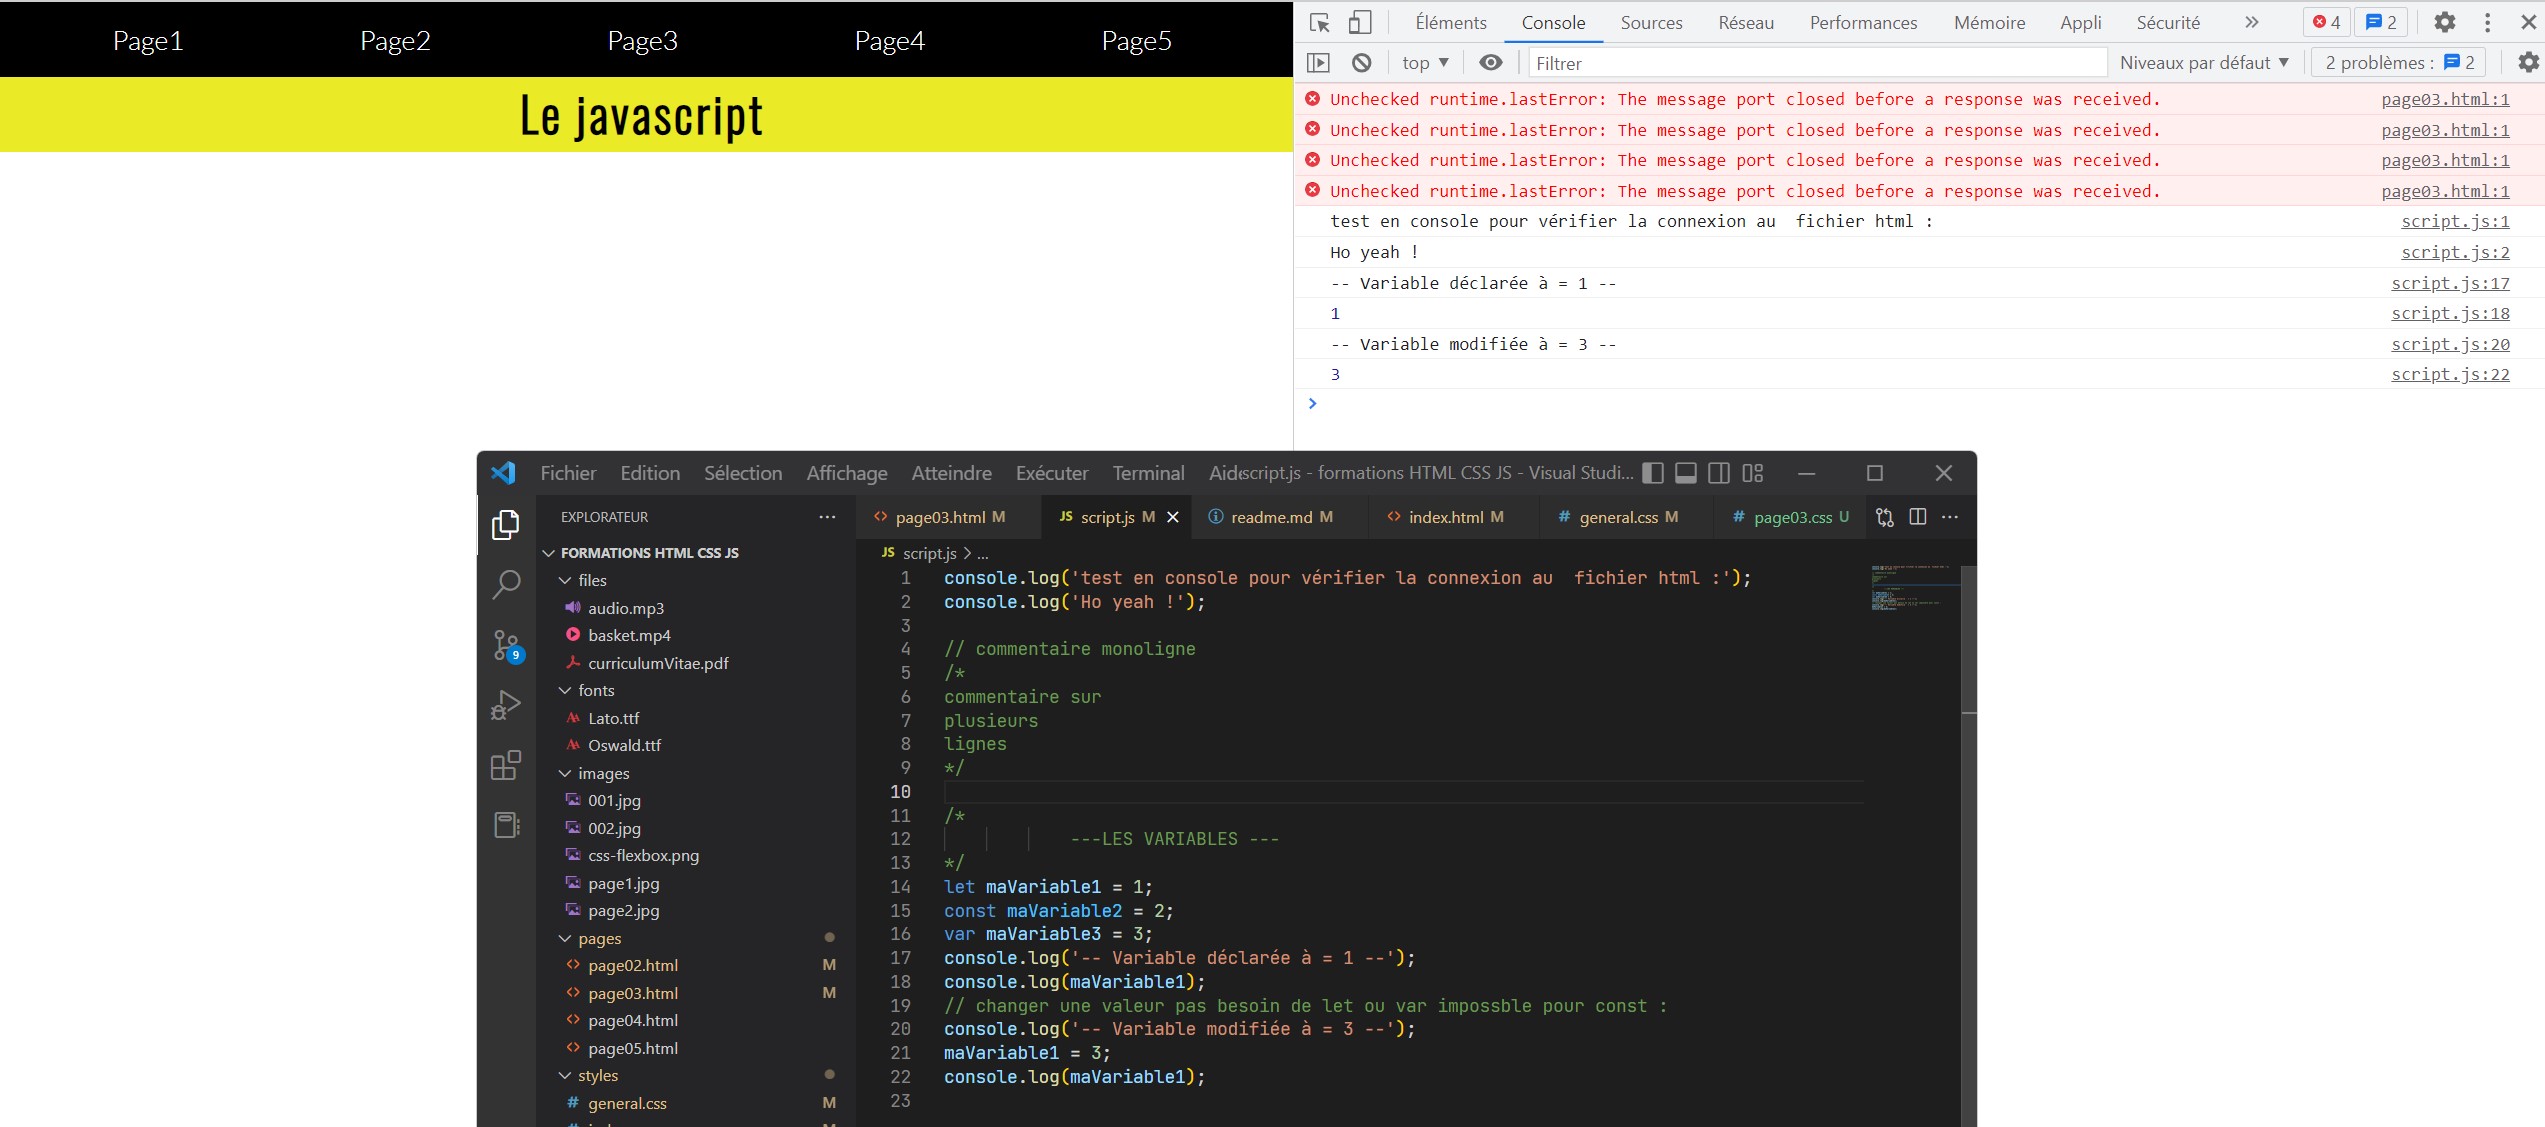 Page1 Page2 Page3 Page4 Page5
Le javascript
Éléments Console Sources Réseau Performances Mémoire Appli Sécurité 4 2
top Filtrer Niveaux par défaut 2 problèmes : 2
Unchecked runtime.lastError: The message port closed before a response was received. page03.html:1
Unchecked runtime.lastError: The message port closed before a response was received. page03.html:1
Unchecked runtime.lastError: The message port closed before a response was received. page03.html:1
Unchecked runtime.lastError: The message port closed before a response was received. page03.html:1
test en console pour vérifier la connexion au  fichier html : script.js:1
Ho yeah ! script.js:2
-- Variable déclarée à = 1 -- script.js:17
1 script.js:18
-- Variable modifiée à = 3 -- script.js:20
3 script.js:22
>
Fichier Edition Sélection Affichage Atteindre Exécuter Terminal script.js - formations HTML CSS JS - Visual Studi...
EXPLORATEUR ...
FORMATIONS HTML CSS JS
files
audio.mp3
basket.mp4
curriculumVitae.pdf
fonts
Lato.ttf
Oswald.ttf
images
001.jpg
002.jpg
css-flexbox.png
page1.jpg
page2.jpg
pages
page02.html M
page03.html M
page04.html
page05.html
styles
general.css M
9
page03.html M JS script.js M readme.md M index.html M # general.css M # page03.css U ...
JS script.js > ...
1 console.log('test en console pour vérifier la connexion au  fichier html :');
2 console.log('Ho yeah !');
3
4 // commentaire monoligne
5 /*
6 commentaire sur
7 plusieurs
8 lignes
9 */
10
11 /*
12 ---LES VARIABLES ---
13 */
14 let maVariable1 = 1;
15 const maVariable2 = 2;
16 var maVariable3 = 3;
17 console.log('-- Variable déclarée à = 1 --');
18 console.log(maVariable1);
19 // changer une valeur pas besoin de let ou var impossble pour const :
20 console.log('-- Variable modifiée à = 3 --');
21 maVariable1 = 3;
22 console.log(maVariable1);
23